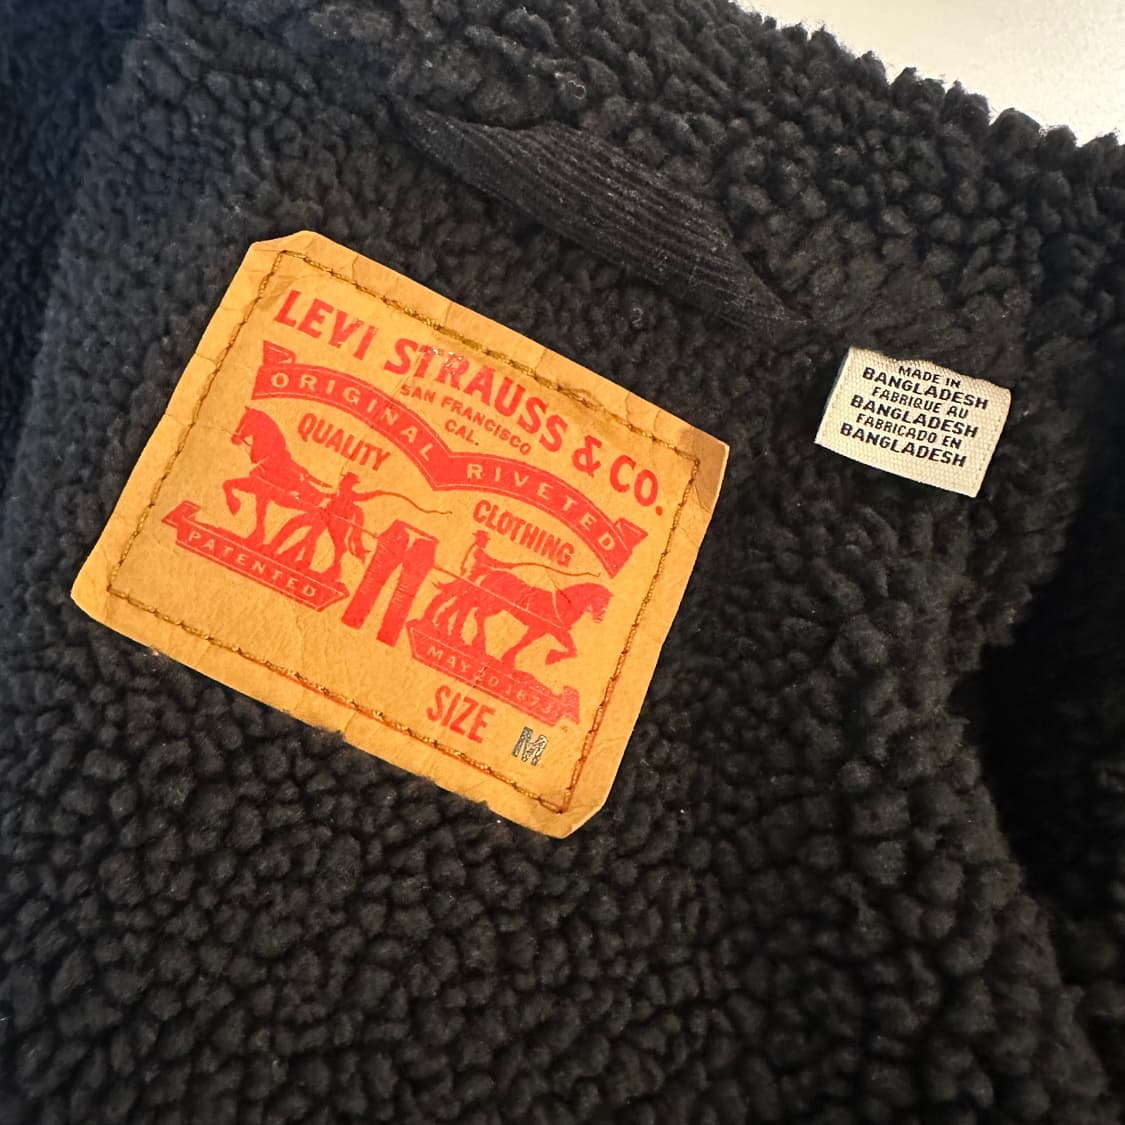 LEVI STRAUSS & CO.
SAN FRANCISCO
CAL.
ORIGINAL RIVETED
QUALITY CLOTHING
PATENTED
MAY 20 1873
SIZE M
MADE IN
BANGLADESH
FABRIQUE AU
BANGLADESH
FABRICADO EN
BANGLADESH